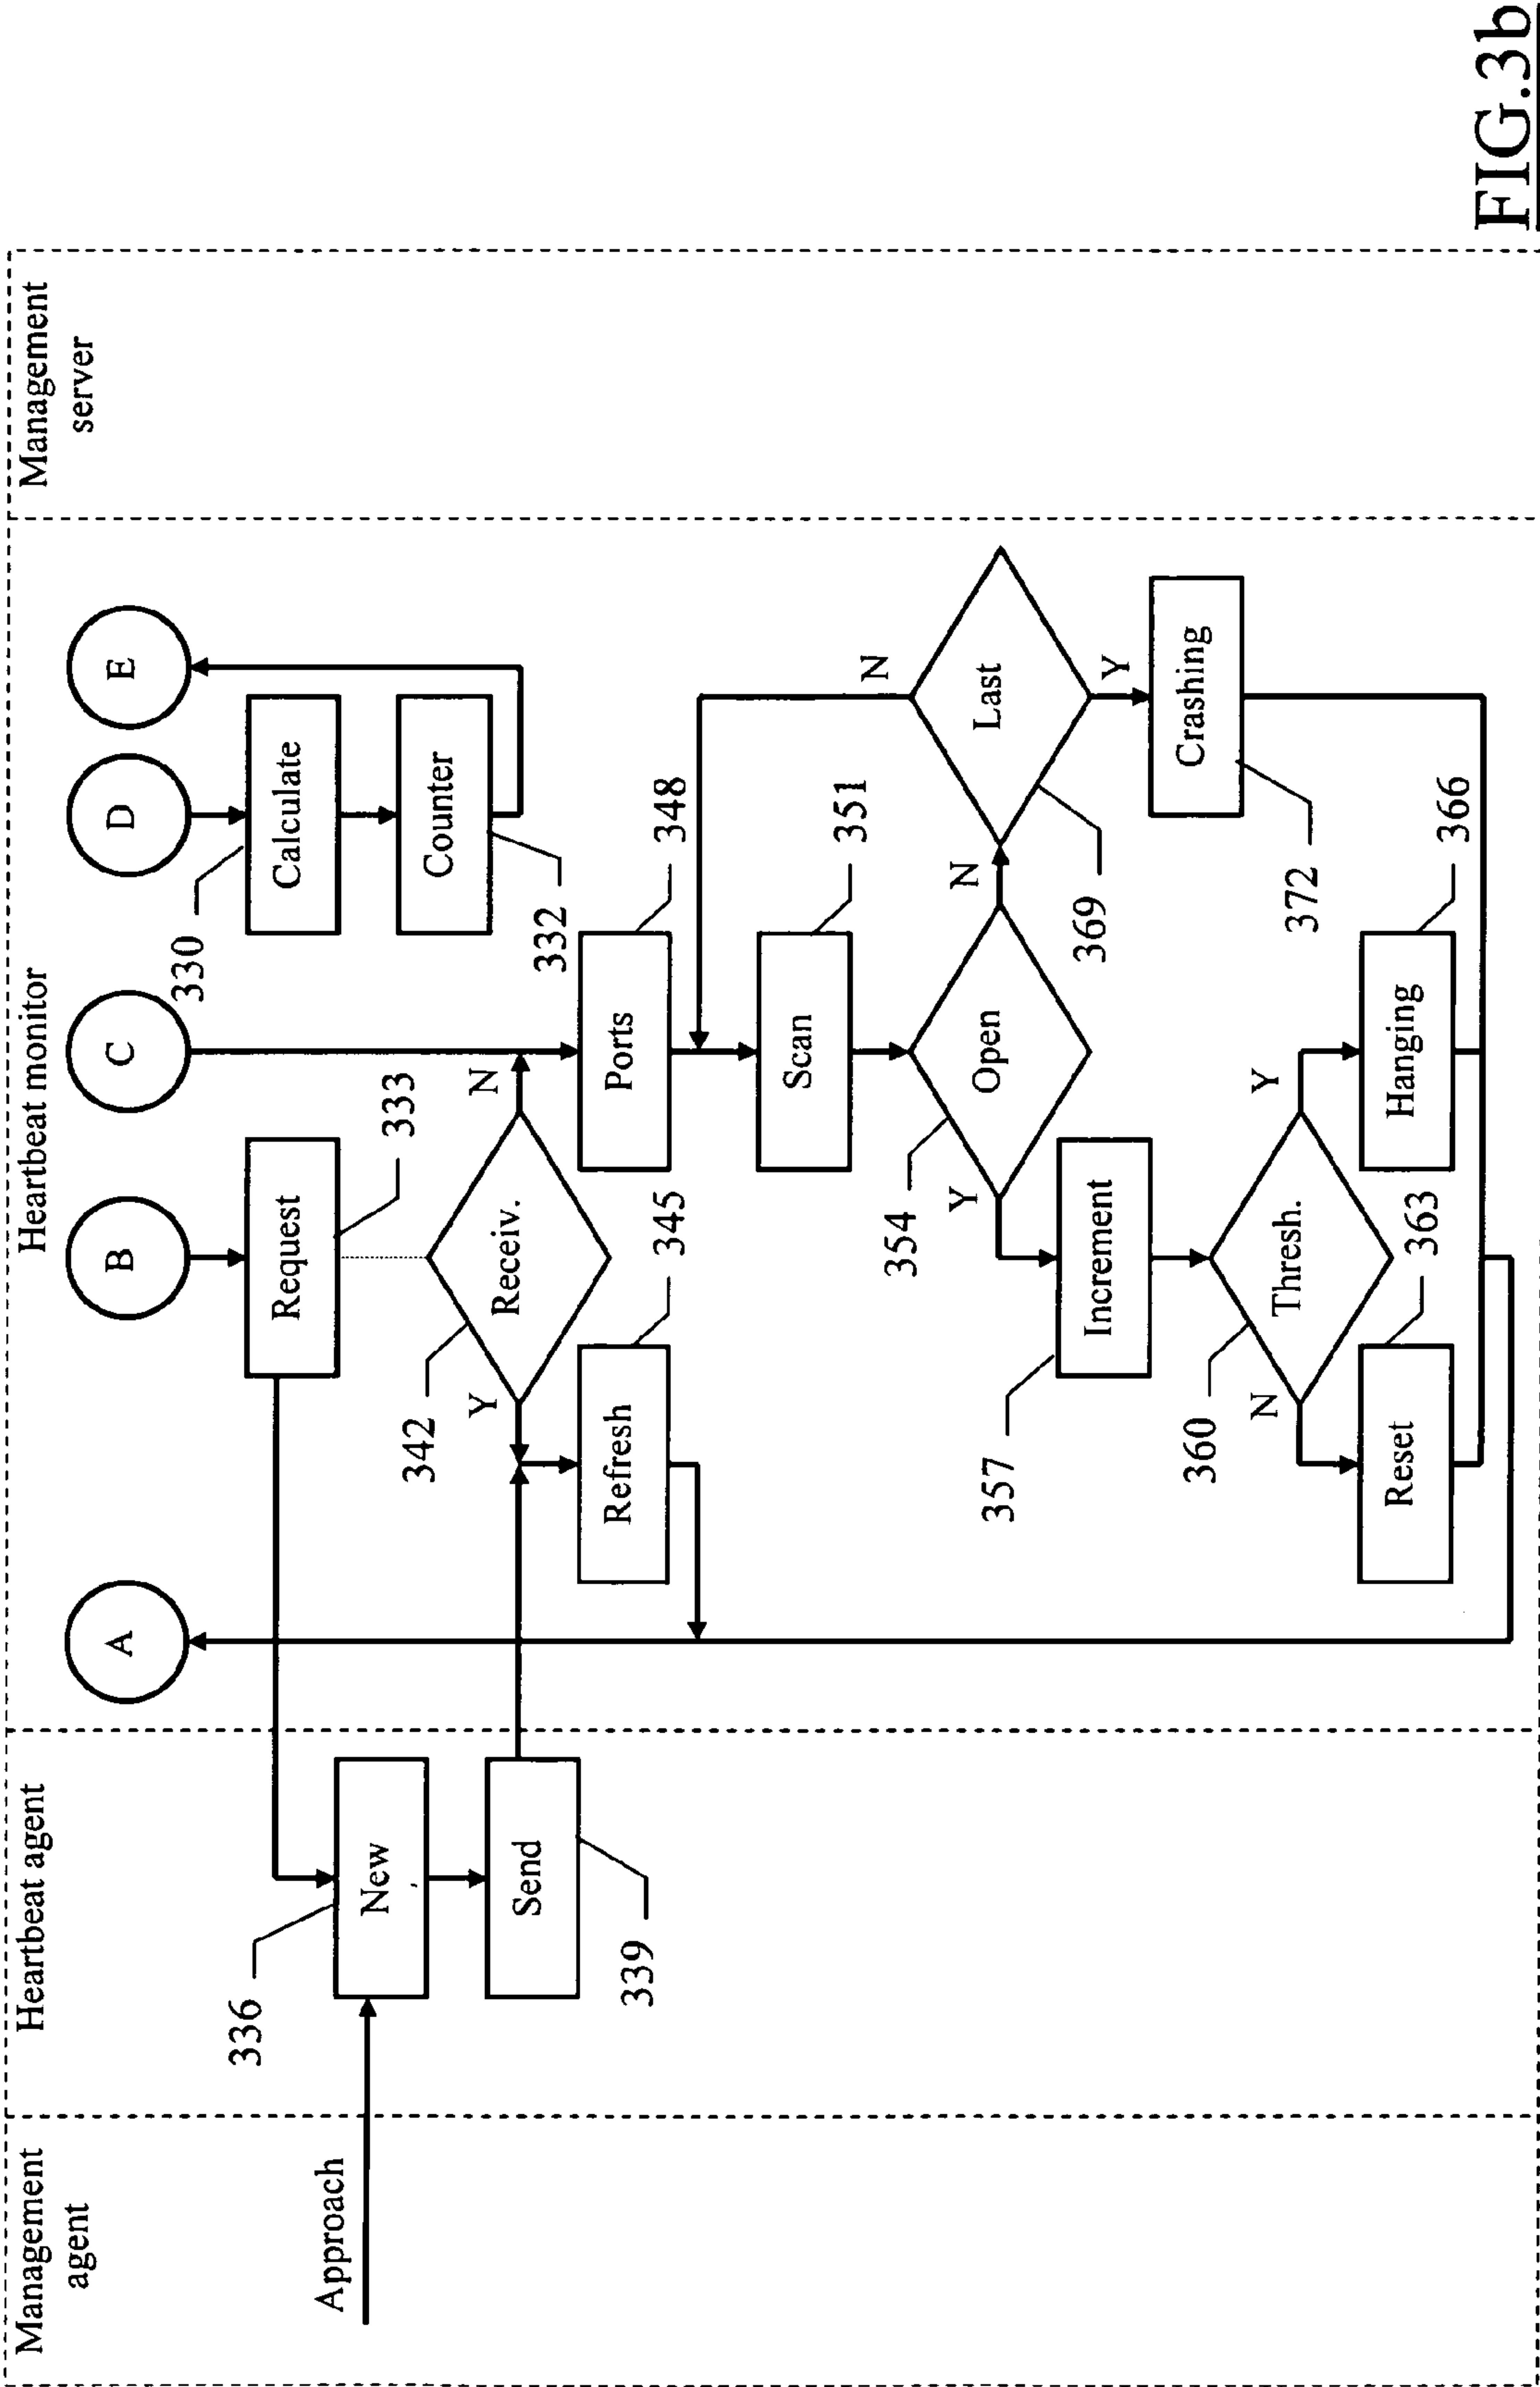 Management
agent
Heartbeat agent
Heartbeat monitor
Management
server
A
B
C
D
E
330
Calculate
Request
333
Approach
336
New
Counter
332
342
Receiv.
Y
N
Send
339
Refresh
345
Ports
348
Scan
351
354
Open
Y
N
Last
N
Y
369
357
Increment
Crashing
372
360
Thresh.
N
Y
Reset
363
Hanging
366
FIG.3b